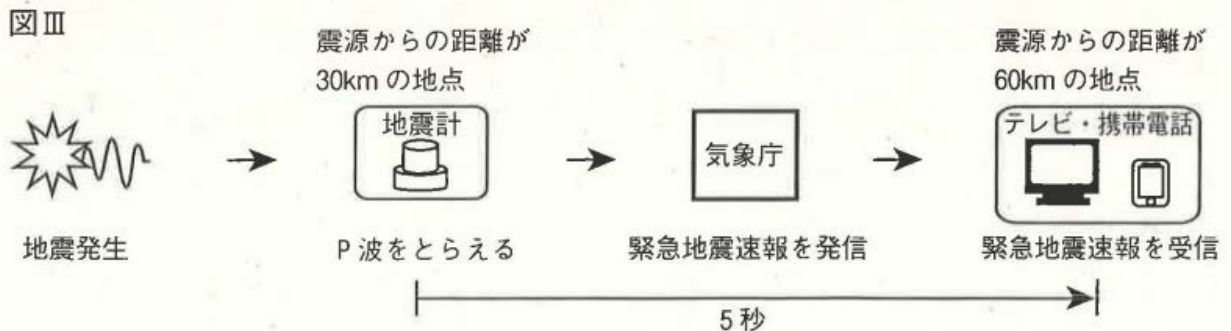 図Ⅲ
震源からの距離が
30kmの地点
震源からの距離が
60kmの地点
地震計
気象庁
テレビ・携帯電話
地震発生
P波をとらえる
緊急地震速報を発信
緊急地震速報を受信
5秒